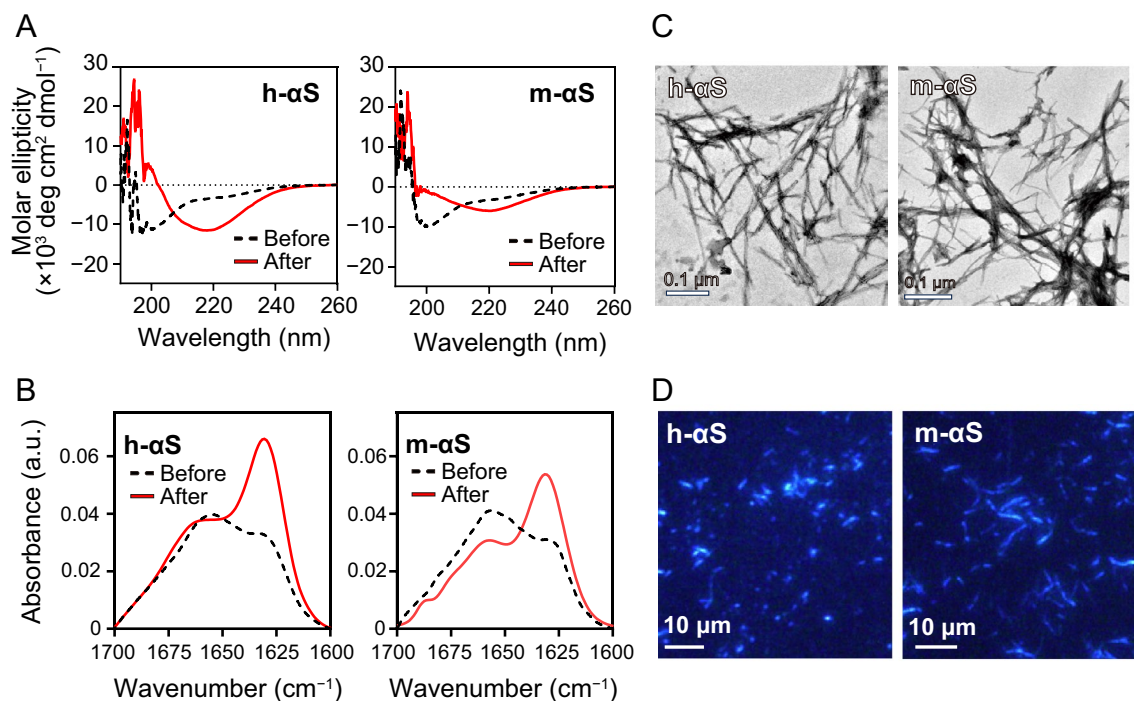 A
Molar ellipticity
(×10³ deg cm² dmol⁻¹)
30
20
10
0
−10
−20
h-αS
Before
After
200
220
240
260
Wavelength (nm)
30
20
10
0
−10
−20
m-αS
Before
After
200
220
240
260
Wavelength (nm)
C
h-αS
0.1 μm
m-αS
0.1 μm
B
Absorbance (a.u.)
0.06
0.04
0.02
0
h-αS
Before
After
1700
1675
1650
1625
1600
Wavenumber (cm⁻¹)
0.06
0.04
0.02
0
m-αS
Before
After
1700
1675
1650
1625
1600
Wavenumber (cm⁻¹)
D
h-αS
10 μm
m-αS
10 μm